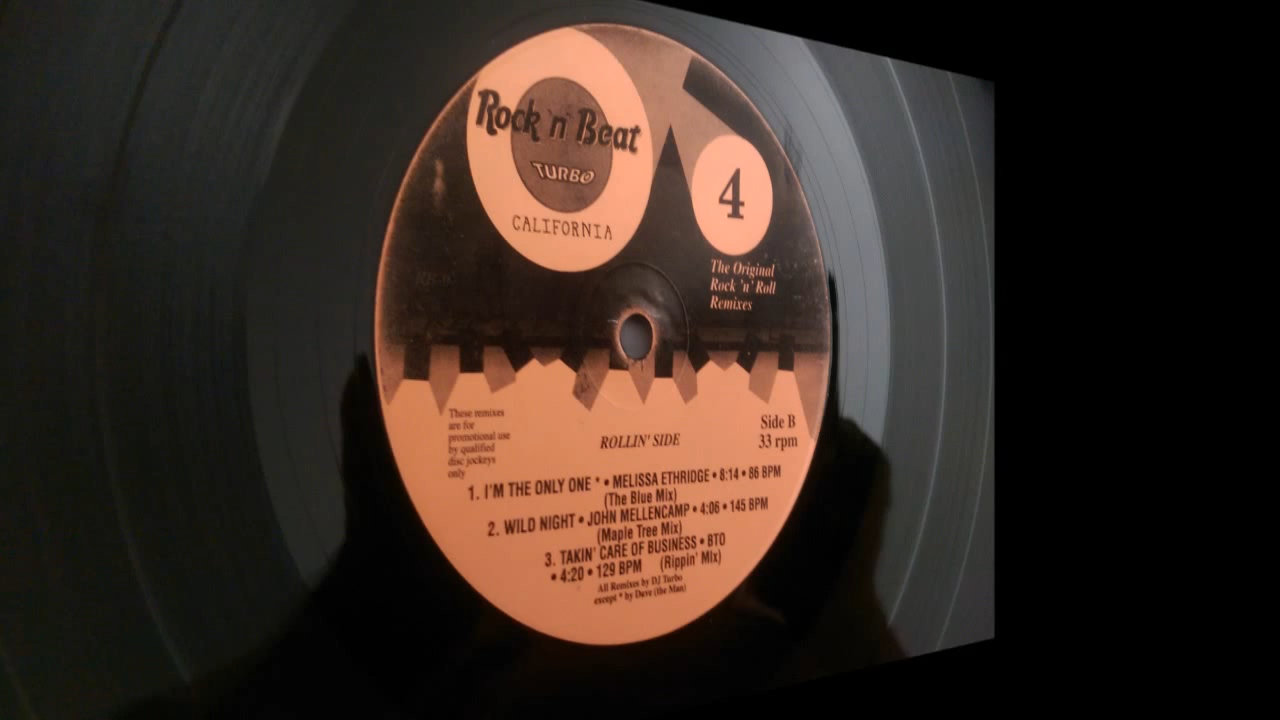 Rock 'n' Beat
TURBO
CALIFORNIA
4
The Original
Rock 'n' Roll
Remixes
These remixes
are for
promotional use
by qualified
disc jockeys
only
ROLLIN' SIDE
Side B
33 rpm
1. I'M THE ONLY ONE * • MELISSA ETHRIDGE • 8:14 • 86 BPM
(The Blue Mix)
2. WILD NIGHT • JOHN MELLENCAMP • 4:06 • 145 BPM
(Maple Tree Mix)
3. TAKIN' CARE OF BUSINESS • BTO
• 4:20 • 129 BPM (Rippin' Mix)
All Remixes by DJ Turbo
except * by Dave (the Man)